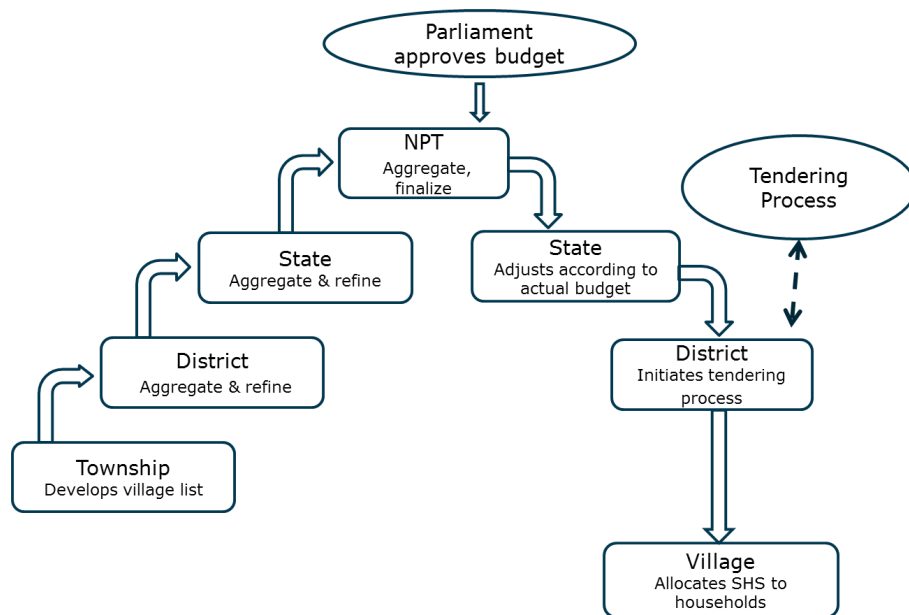 Parliament
approves budget
NPT
Aggregate,
finalize
Tendering
Process
State
Aggregate & refine
State
Adjusts according to
actual budget
District
Aggregate & refine
District
Initiates tendering
process
Township
Develops village list
Village
Allocates SHS to
households